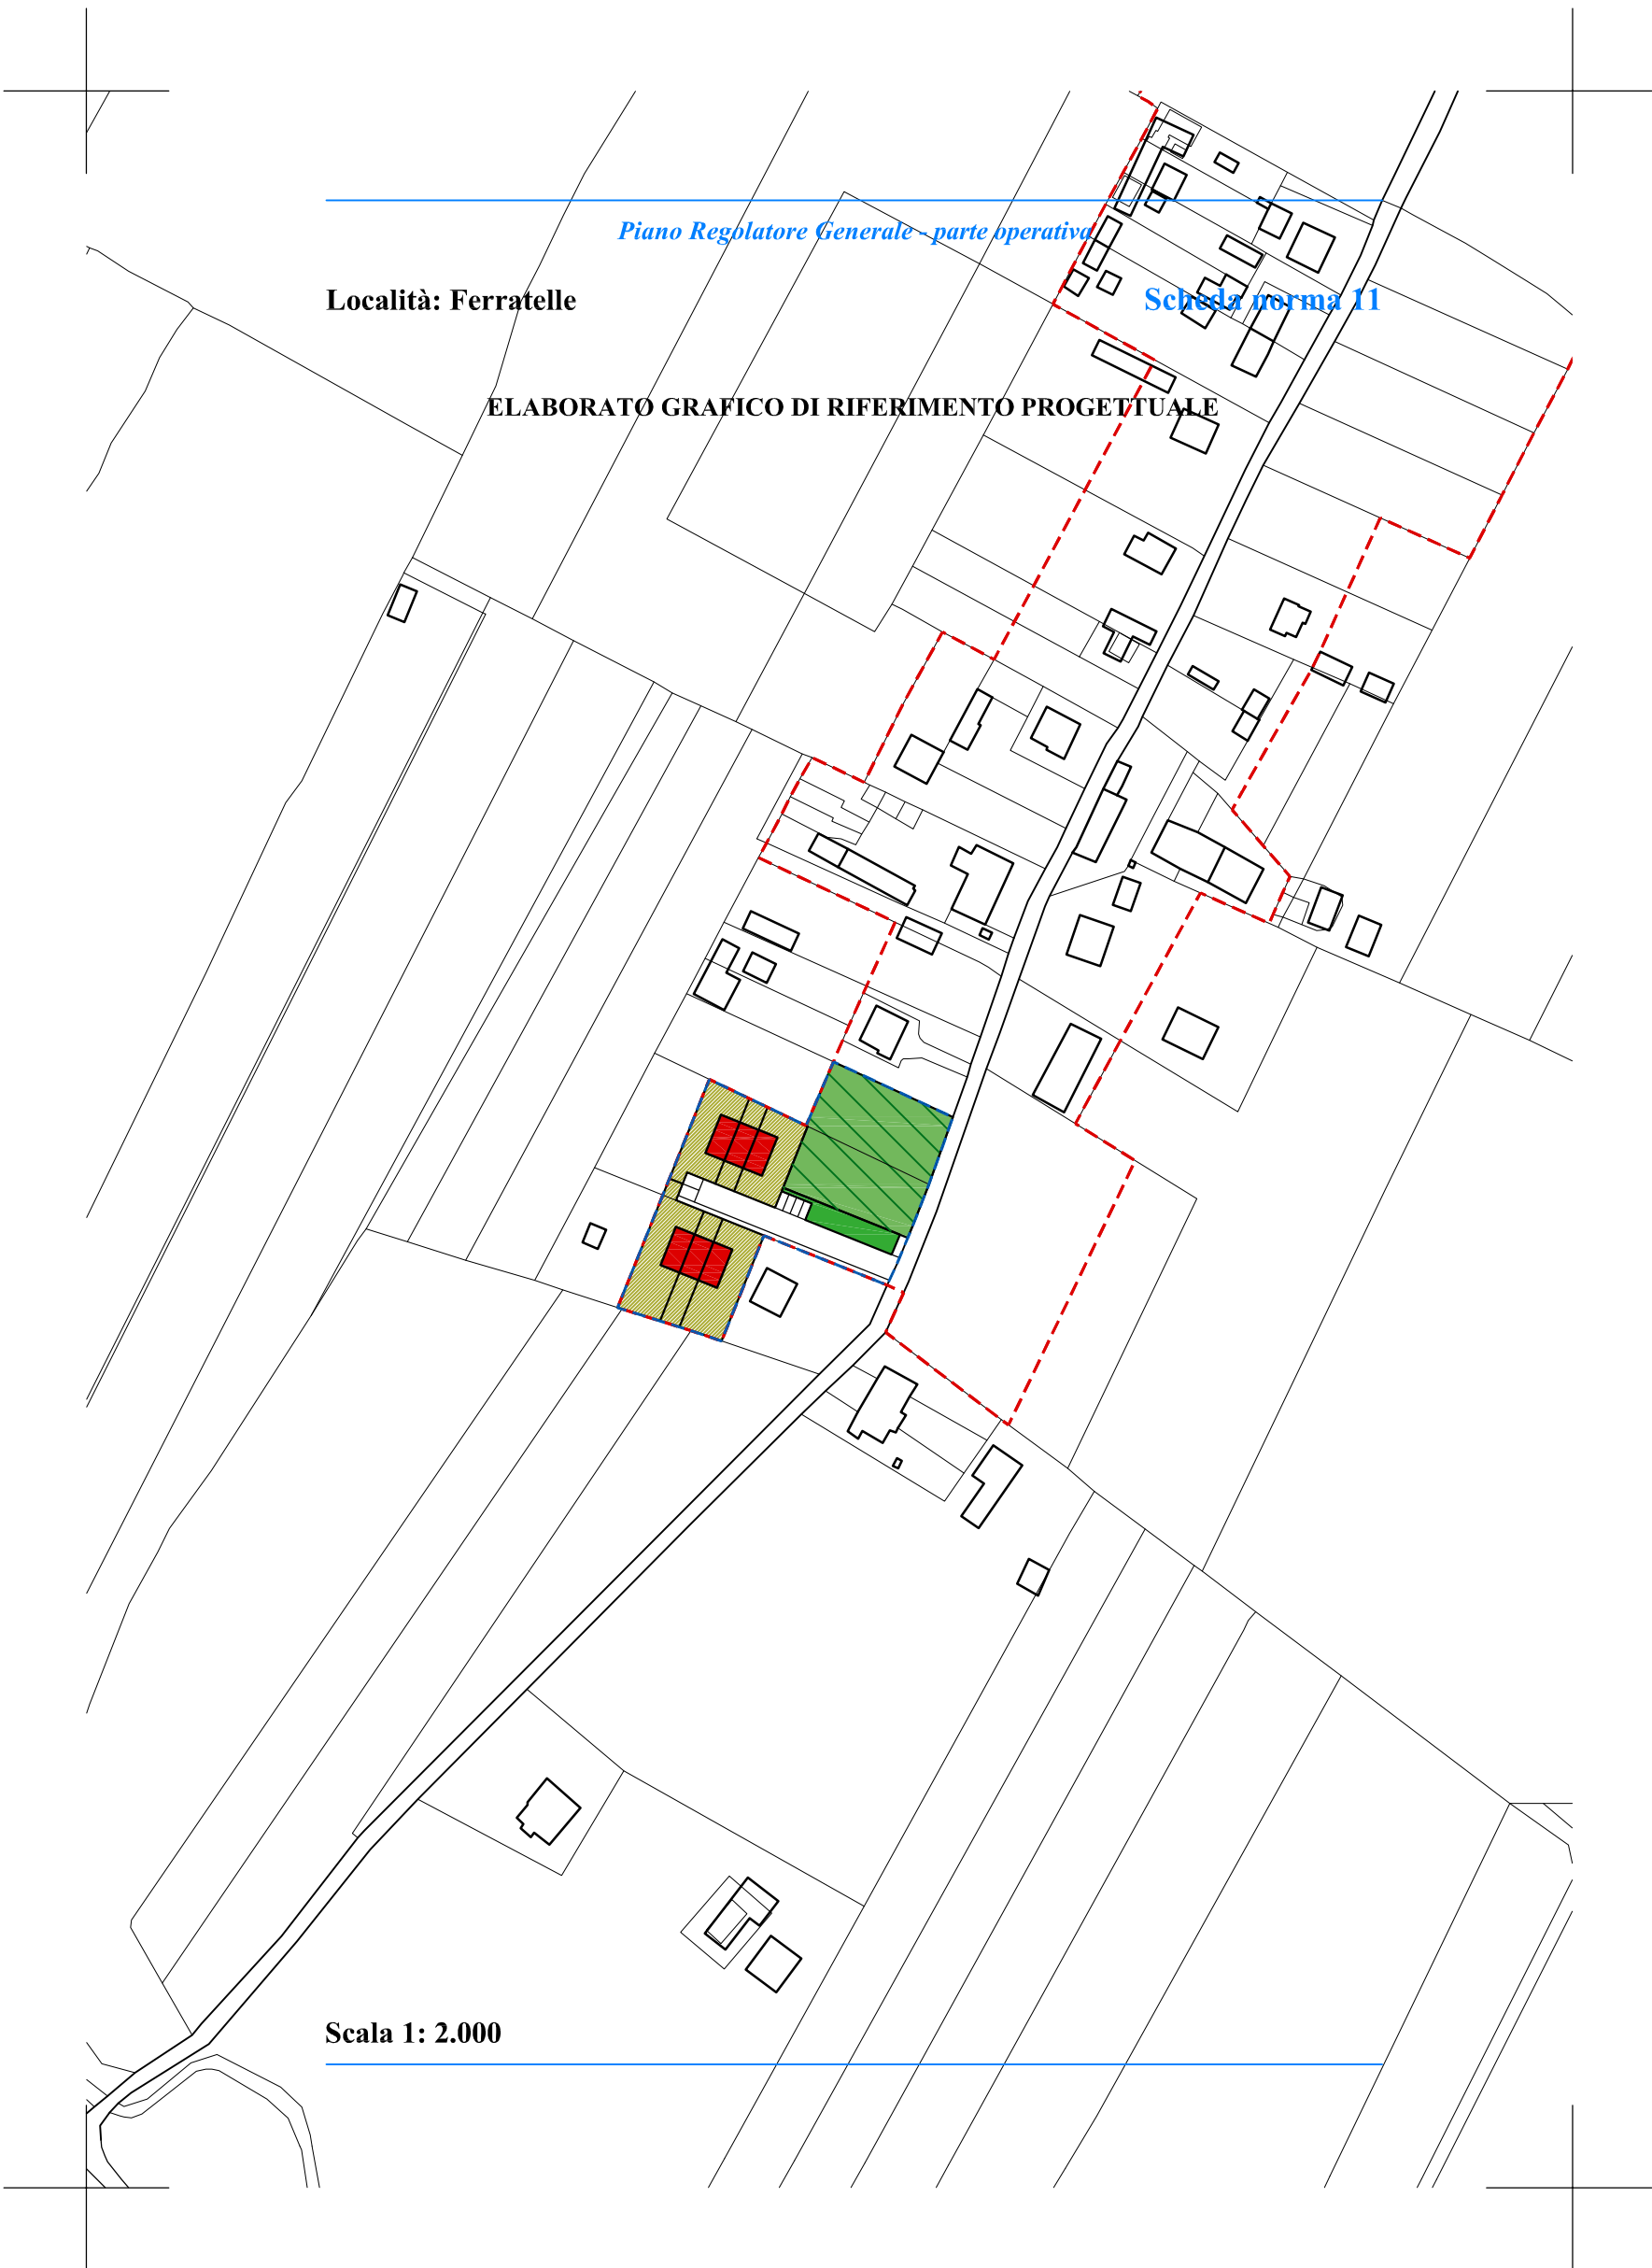 Piano Regolatore Generale - parte operativa
Località: Ferratelle
Scheda norma 11
ELABORATO GRAFICO DI RIFERIMENTO PROGETTUALE
Scala 1: 2.000